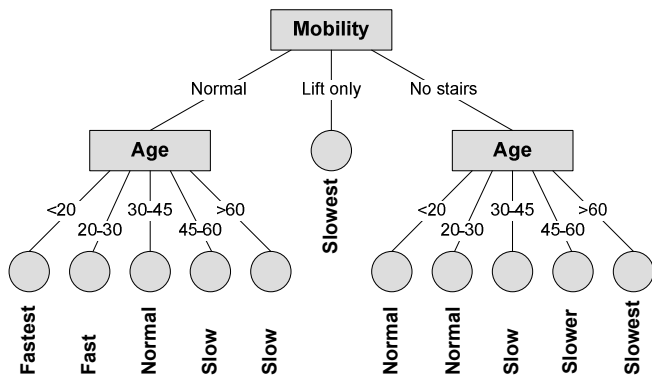 Mobility
Normal
Lift only
No stairs
Age
Age
<20
20-30
30-45
45-60
>60
<20
20-30
30-45
45-60
>60
Slowest
Fastest
Fast
Normal
Slow
Slow
Normal
Normal
Slow
Slower
Slowest